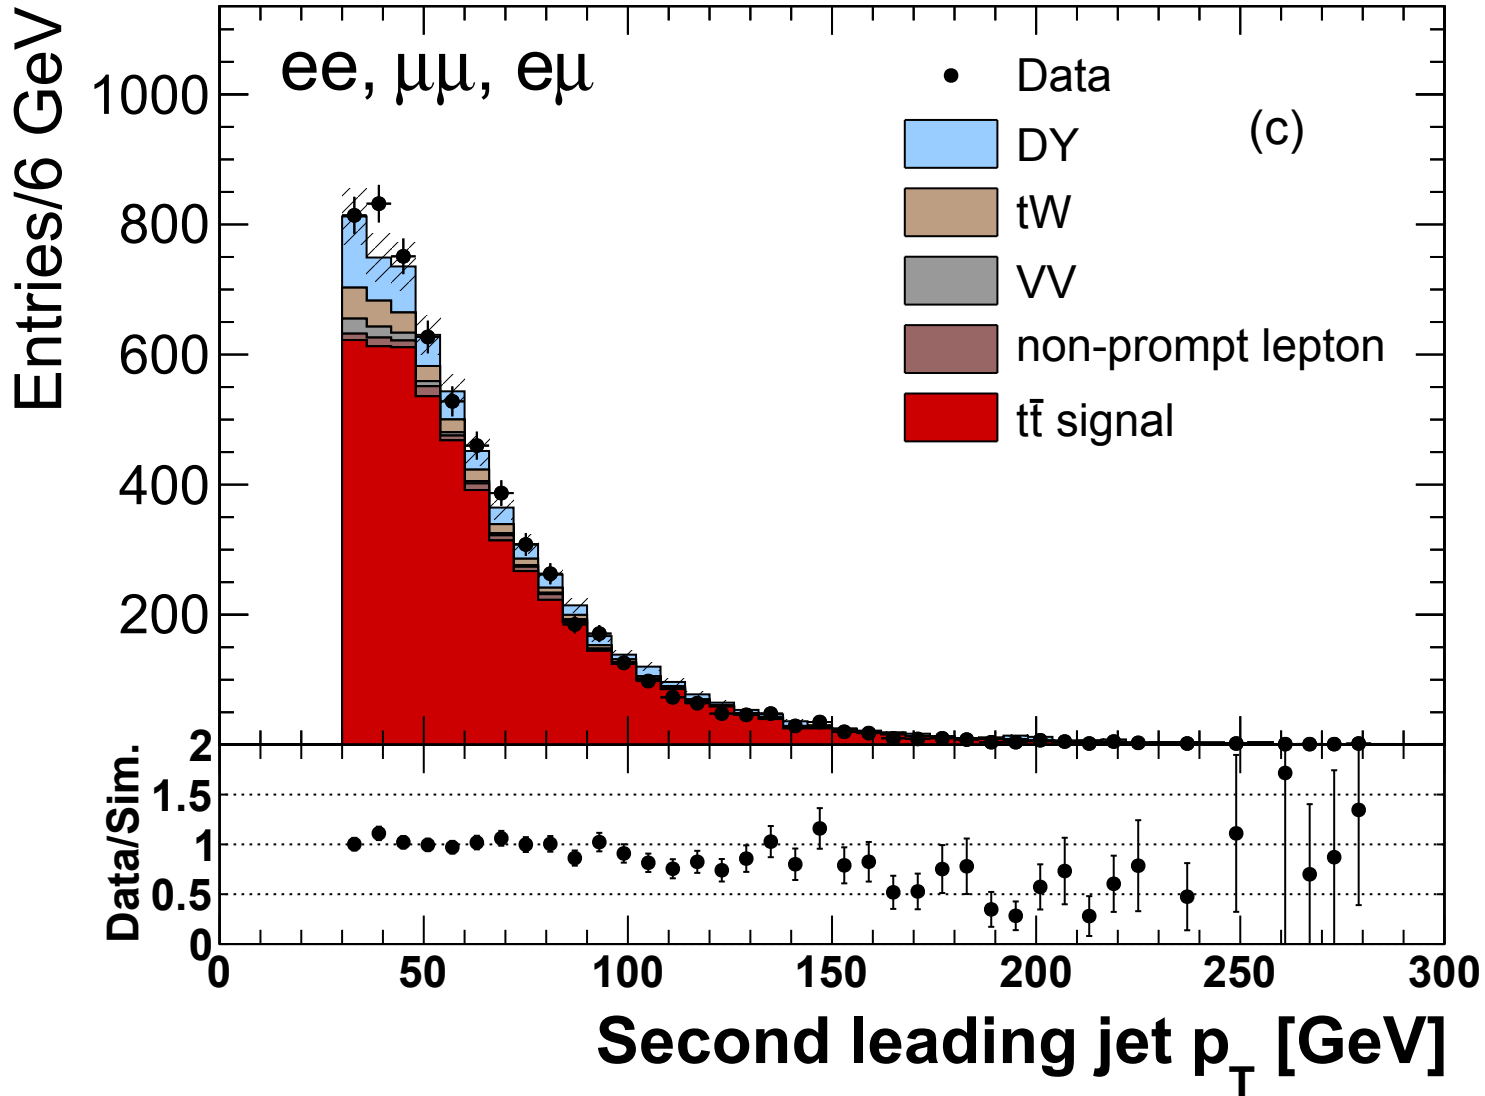 Entries/6 GeV
ee, μμ, eμ
Data
DY
tW
VV
non-prompt lepton
tt̄ signal
(c)
1000
800
600
400
200
Data/Sim.
2
1.5
1
0.5
0
0 50 100 150 200 250 300
Second leading jet p_T [GeV]